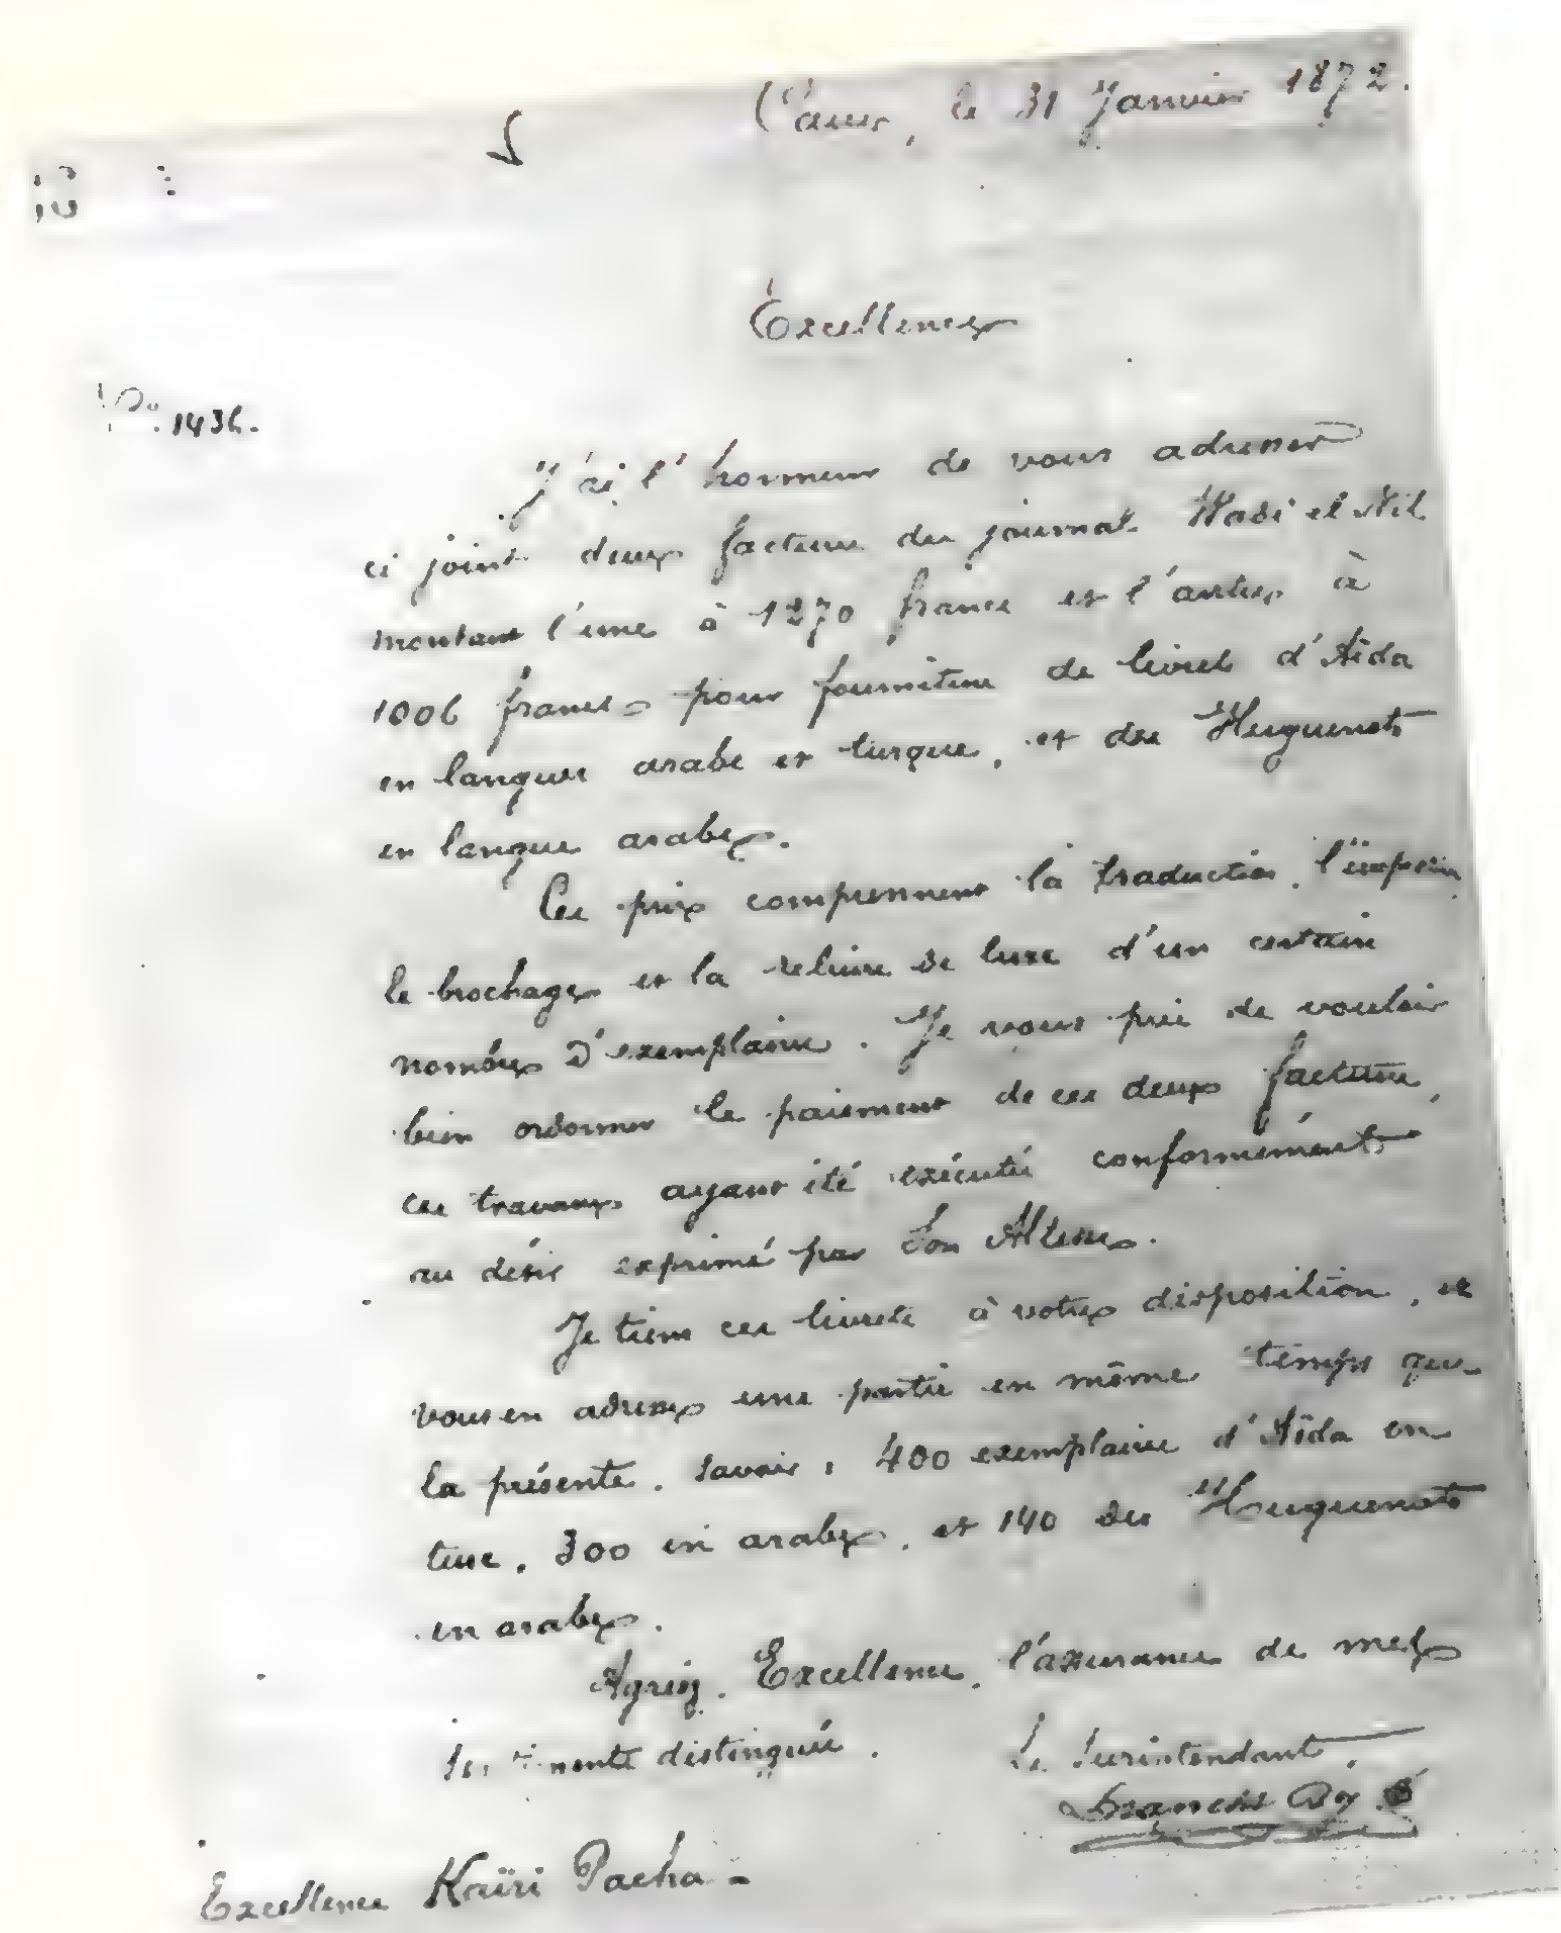 Caire, le 31 Janvier 1872.
Excellence
No. 1436.
J'ai l'honneur de vous adresser
ci joint deux factures du journal Wadi el Nil
montant l'une à 1270 francs et l'autre à
1006 francs = pour fourniture de livrets d'Aïda
en langues arabe et turque, et des Huguenots
en langue arabe.
Ces prix comprennent la traduction, l'
le brochage et la reliure de luxe d'un certain
nombre d'exemplaires. Je vous prie de vouloir
bien ordonner le paiement de ces deux factures,
ces travaux ayant été exécutés conformément
au désir exprimé par Son Altesse.
Je tiens ces livrets à votre disposition, et
vous en adresse une partie en même temps que
la présente. Savoir : 400 exemplaires d'Aïda en
turc, 300 en arabe, et 140 des Huguenots
en arabe.
Agréez, Excellence, l'assurance de mes
sentiments distingués.
Le Surintendant,
Excellence Kaïri Pacha -